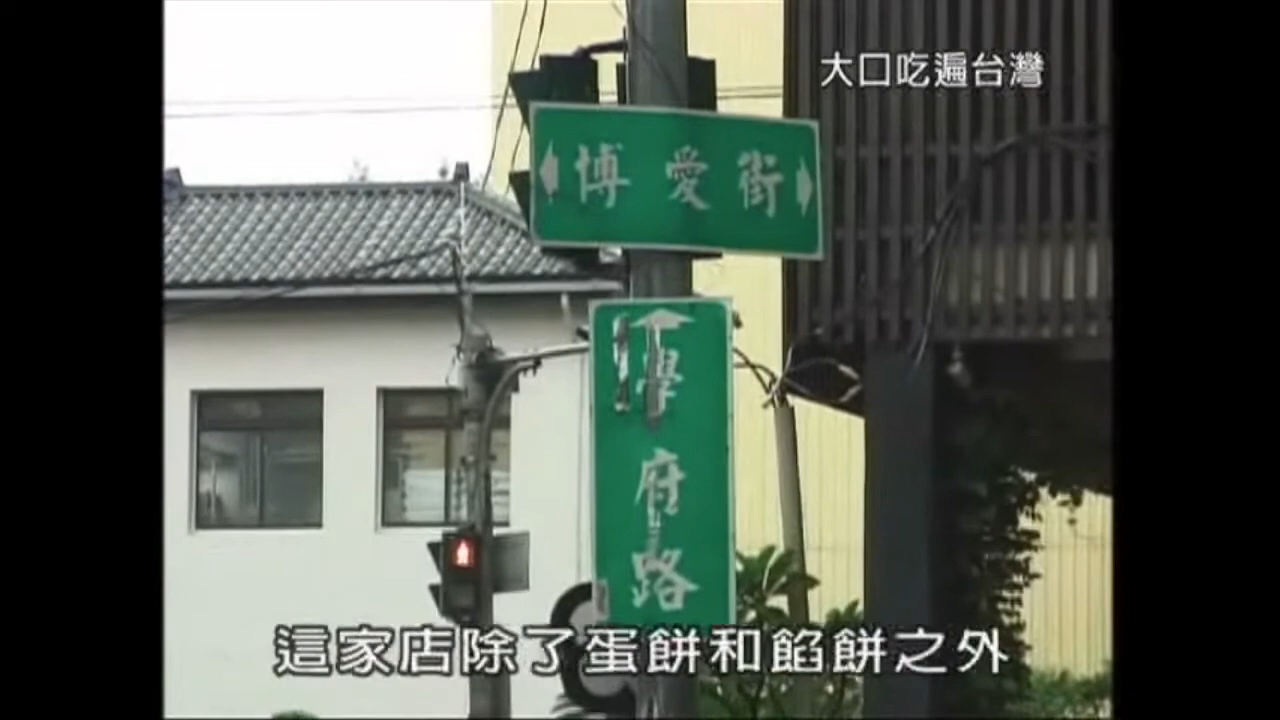 大口吃遍台灣
博愛街
學府路
這家店除了蛋餅和餡餅之外